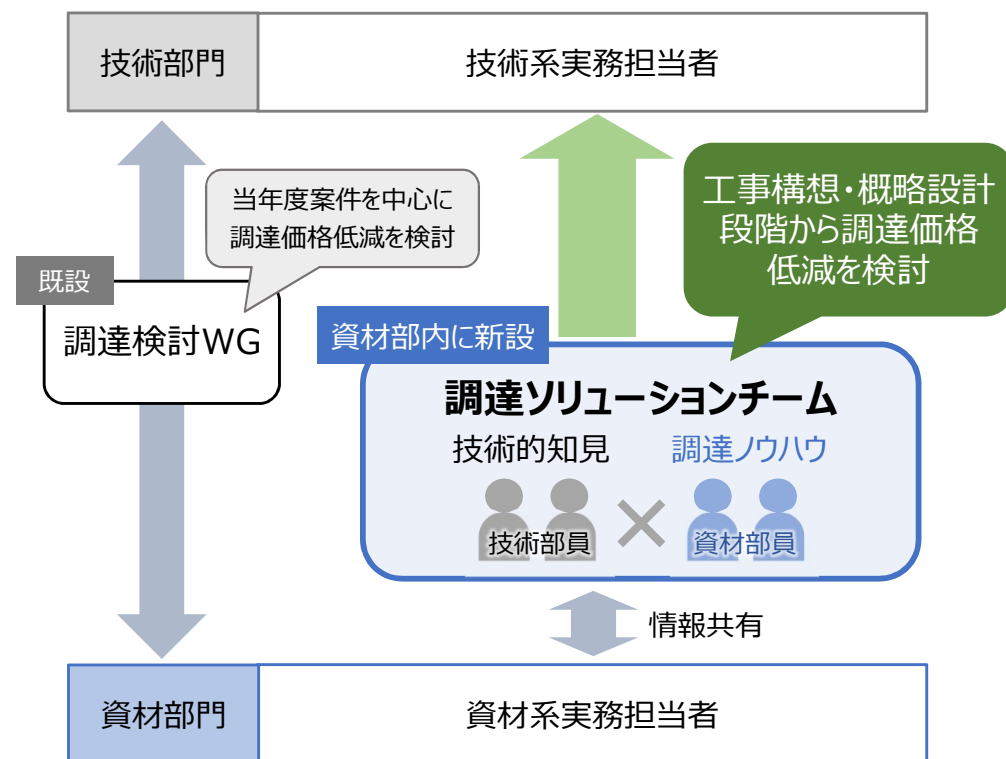 技術部門
技術系実務担当者
当年度案件を中心に
調達価格低減を検討
工事構想・概略設計
段階から調達価格
低減を検討
既設
調達検討WG
資材部内に新設
調達ソリューションチーム
技術的知見
調達ノウハウ
技術部員
×
資材部員
情報共有
資材部門
資材系実務担当者